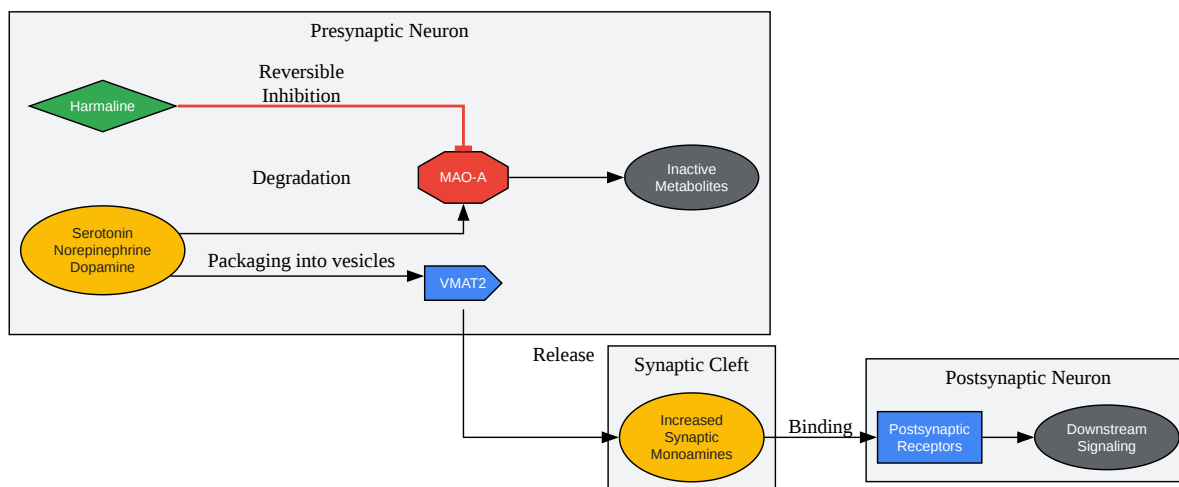 Presynaptic Neuron
Reversible
Inhibition
Harmaline
Degradation
MAO-A
Inactive
Metabolites
Serotonin
Norepinephrine
Dopamine
Packaging into vesicles
VMAT2
Release
Synaptic Cleft
Increased
Synaptic
Monoamines
Binding
Postsynaptic Neuron
Postsynaptic
Receptors
Downstream
Signaling